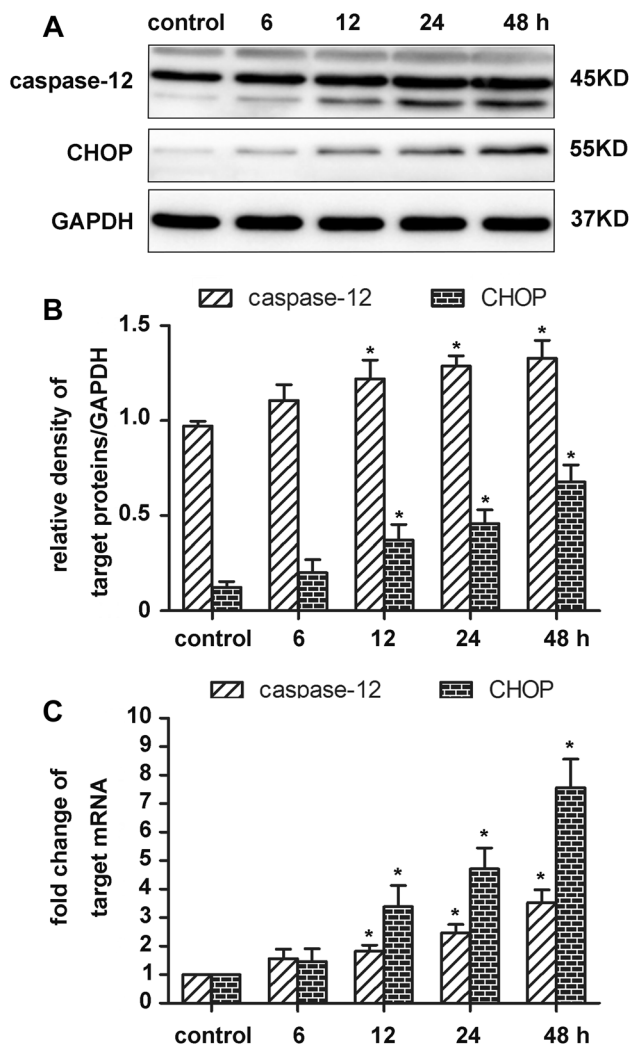 A
control 6 12 24 48 h
caspase-12 45KD
CHOP 55KD
GAPDH 37KD
B
caspase-12 CHOP
relative density of
target proteins/GAPDH
1.5
* * *
1.0
*
0.5
* *
0
control 6 12 24 48 h
C
caspase-12 CHOP
fold change of
target mRNA
10
9
*
8
7
6
*
5
4
* *
3
*
2
*
1
0
control 6 12 24 48 h